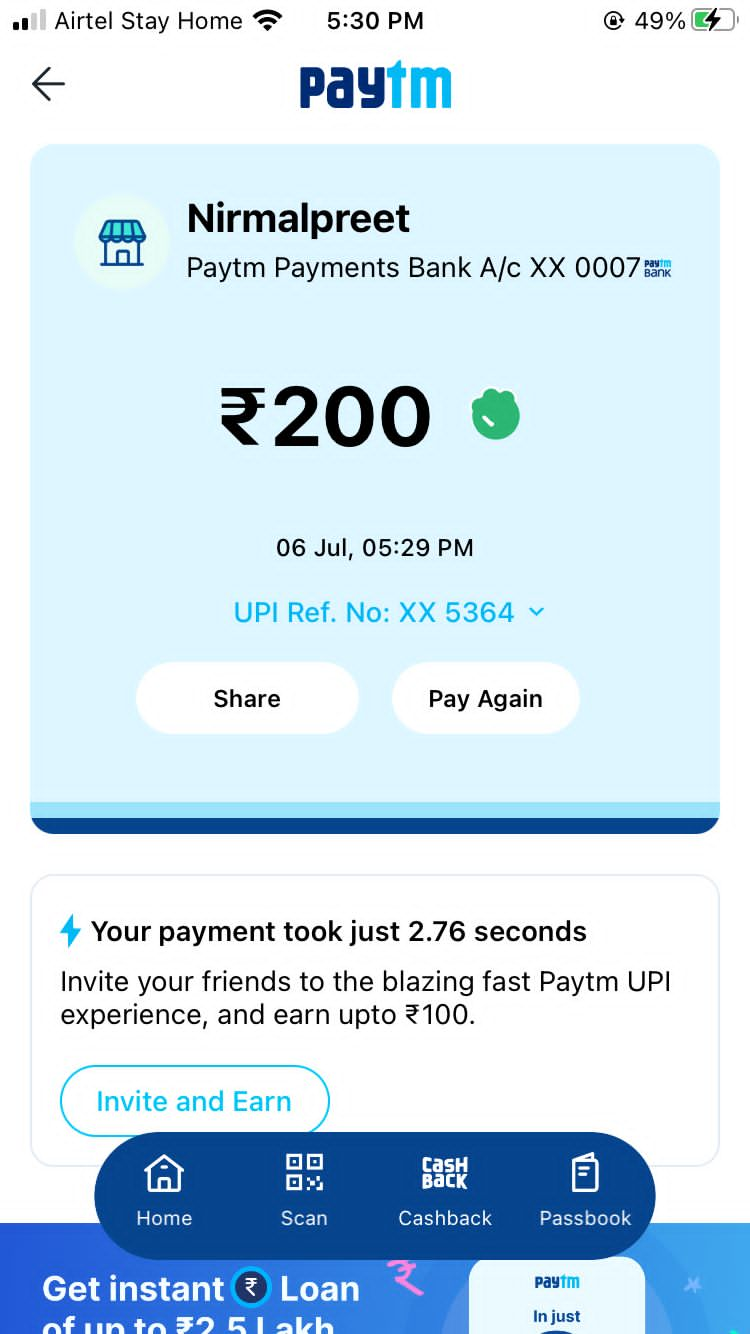 Airtel Stay Home 5:30 PM 49%
paytm
Nirmalpreet
Paytm Payments Bank A/c XX 0007 paytm BANK
₹200
06 Jul, 05:29 PM
UPI Ref. No: XX 5364
Share Pay Again
Your payment took just 2.76 seconds
Invite your friends to the blazing fast Paytm UPI
experience, and earn upto ₹100.
Invite and Earn
CASH BACK
Home Scan Cashback Passbook
Get instant ₹ Loan
of up to ₹2.5 Lakh
paytm
In just